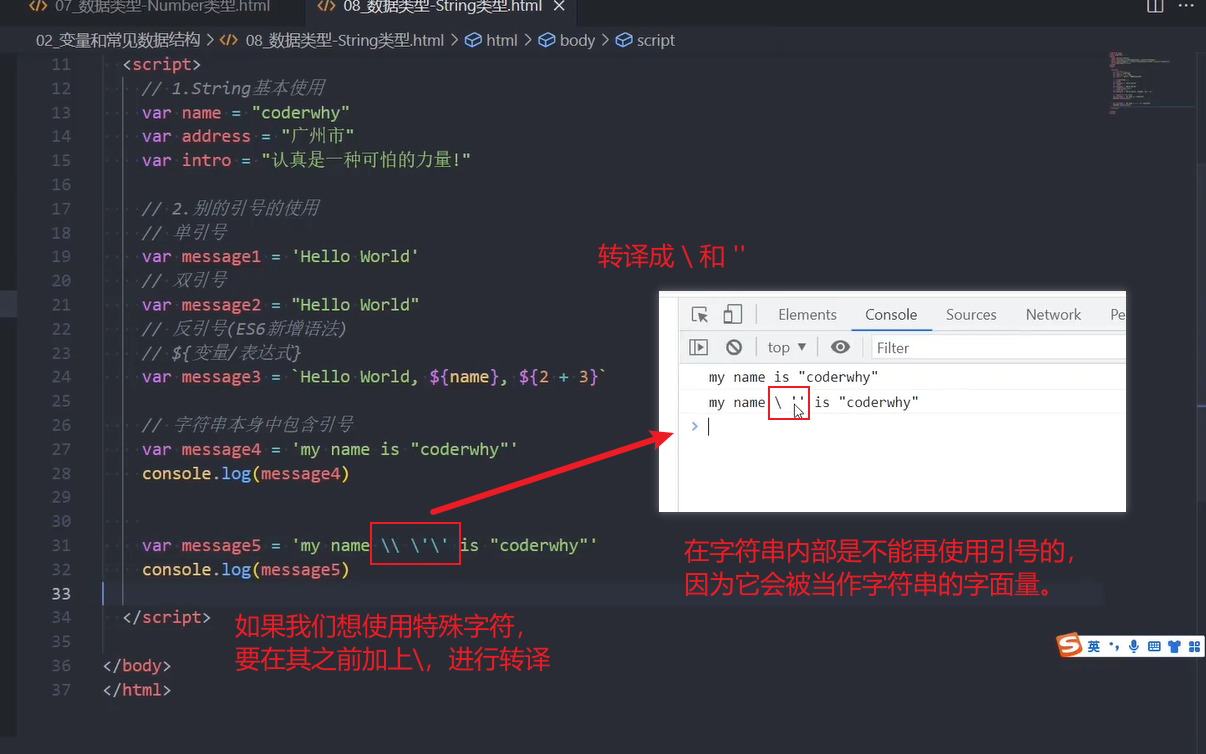 07_数据类型-Number类型.html
08_数据类型-String类型.html
02_变量和常见数据结构 > 08_数据类型-String类型.html > html > body > script
11 <script>
12 // 1.String基本使用
13 var name = "coderwhy"
14 var address = "广州市"
15 var intro = "认真是一种可怕的力量!"
16
17 // 2.别的引号的使用
18 // 单引号
19 var message1 = 'Hello World'
20 // 双引号
21 var message2 = "Hello World"
22 // 反引号(ES6新增语法)
23 // ${变量/表达式}
24 var message3 = `Hello World, ${name}, ${2 + 3}`
25
26 // 字符串本身中包含引号
27 var message4 = 'my name is "coderwhy"'
28 console.log(message4)
29
30
31 var message5 = 'my name \\ \'\' is "coderwhy"'
32 console.log(message5)
33
34 </script>
35
36 </body>
37 </html>
转译成 \ 和 ''
Elements Console Sources Network Pe
top ▼ Filter
my name is "coderwhy"
my name \ '' is "coderwhy"
>
在字符串内部是不能再使用引号的，
因为它会被当作字符串的字面量。
如果我们想使用特殊字符，
要在其之前加上\，进行转译
S 英